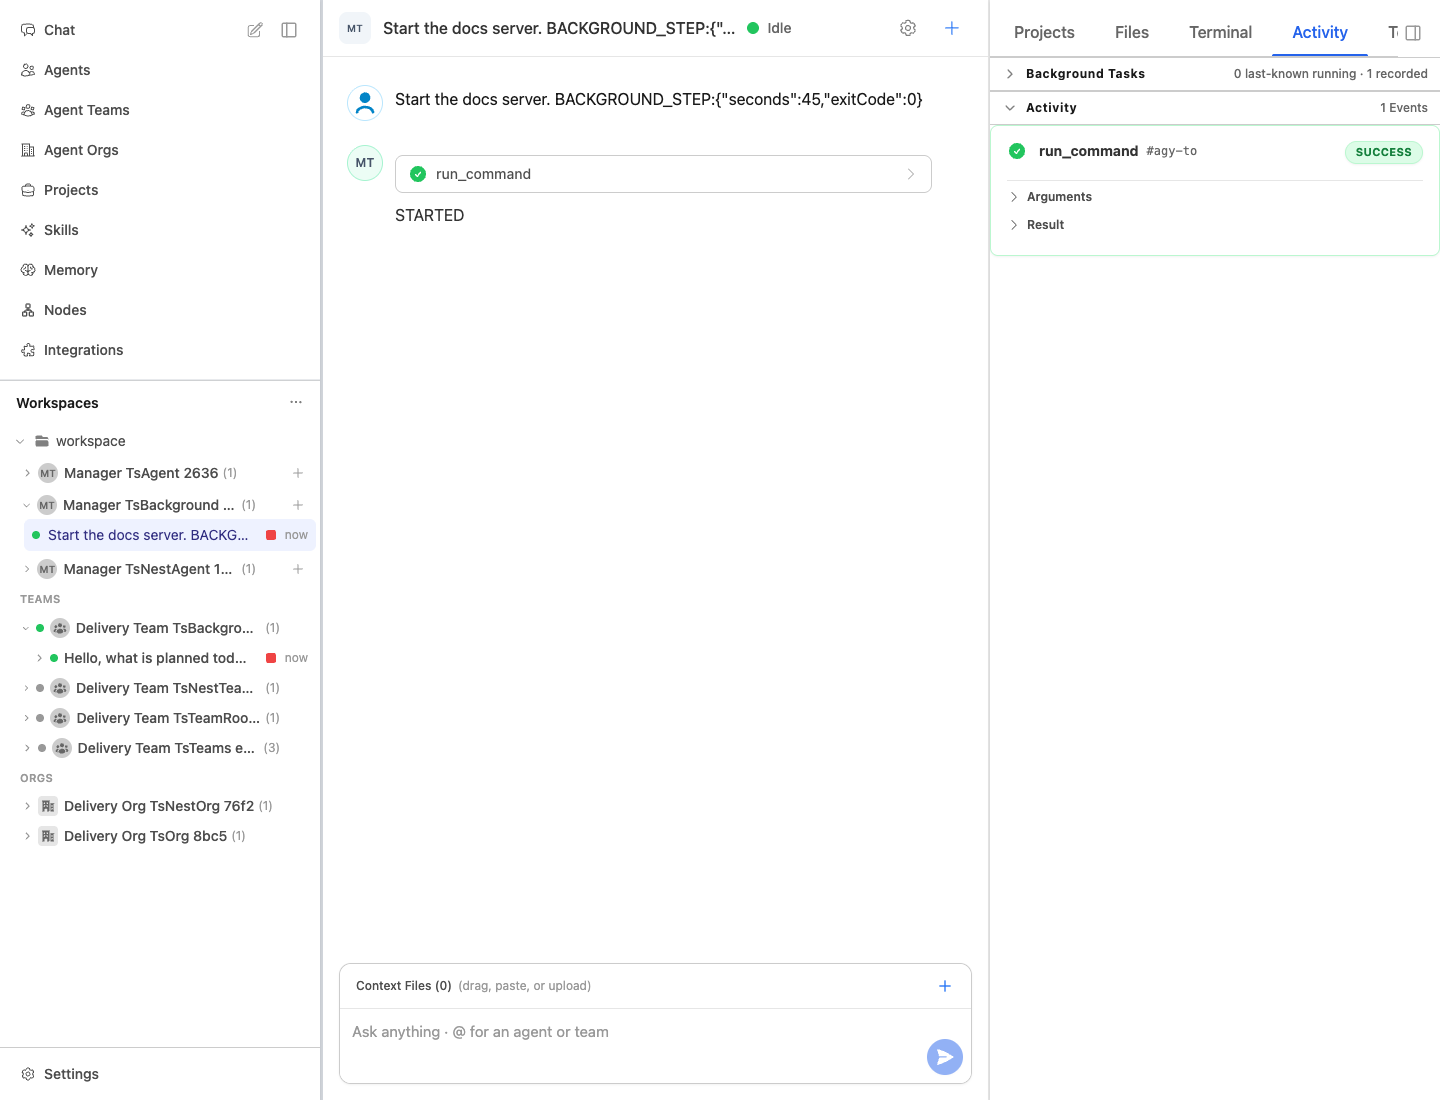 Chat
Agents
Agent Teams
Agent Orgs
Projects
Skills
Memory
Nodes
Integrations
Workspaces
workspace
MT Manager TsAgent 2636 (1)
MT Manager TsBackground ... (1)
Start the docs server. BACKG... now
MT Manager TsNestAgent 1... (1)
TEAMS
Delivery Team TsBackgro... (1)
Hello, what is planned tod... now
Delivery Team TsNestTea... (1)
Delivery Team TsTeamRoo... (1)
Delivery Team TsTeams e... (3)
ORGS
Delivery Org TsNestOrg 76f2 (1)
Delivery Org TsOrg 8bc5 (1)
Settings
MT Start the docs server. BACKGROUND_STEP:{"... Idle
Start the docs server. BACKGROUND_STEP:{"seconds":45,"exitCode":0}
MT
run_command
STARTED
Context Files (0) (drag, paste, or upload)
Ask anything · @ for an agent or team
Projects Files Terminal Activity
Background Tasks 0 last-known running · 1 recorded
Activity 1 Events
run_command #agy-to SUCCESS
Arguments
Result